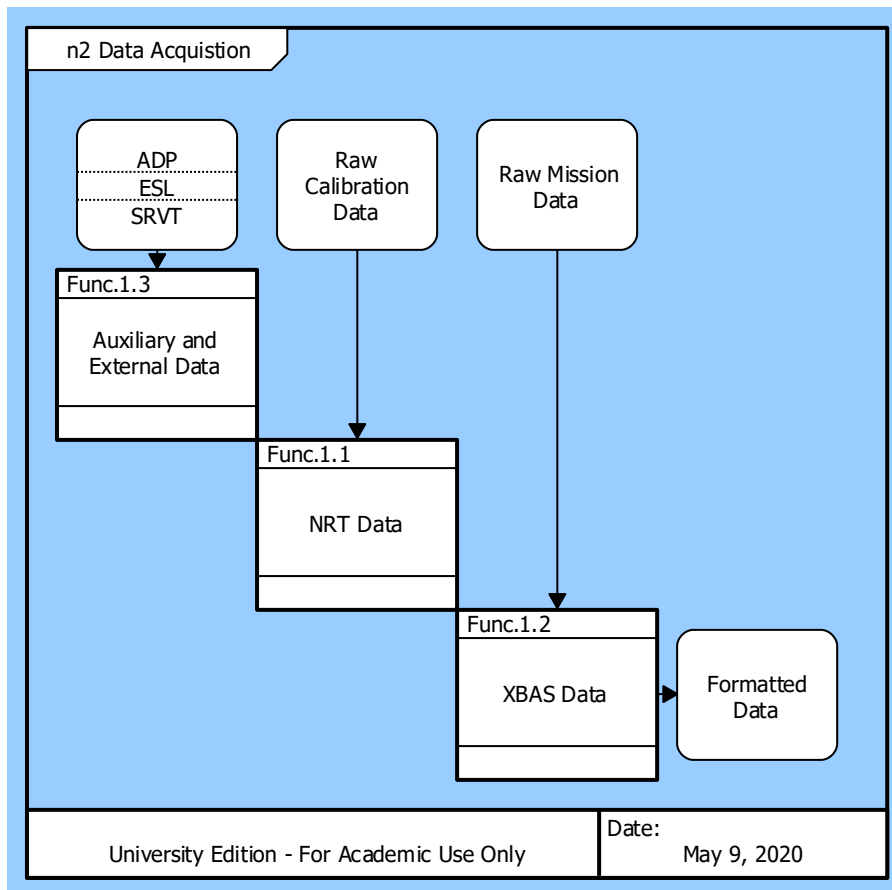 n2 Data Acquistion
ADP
ESL
SRVT
Raw
Calibration
Data
Raw Mission
Data
Func.1.3
Auxiliary and
External Data
Func.1.1
NRT Data
Func.1.2
XBAS Data
Formatted
Data
University Edition - For Academic Use Only
Date:
May 9, 2020